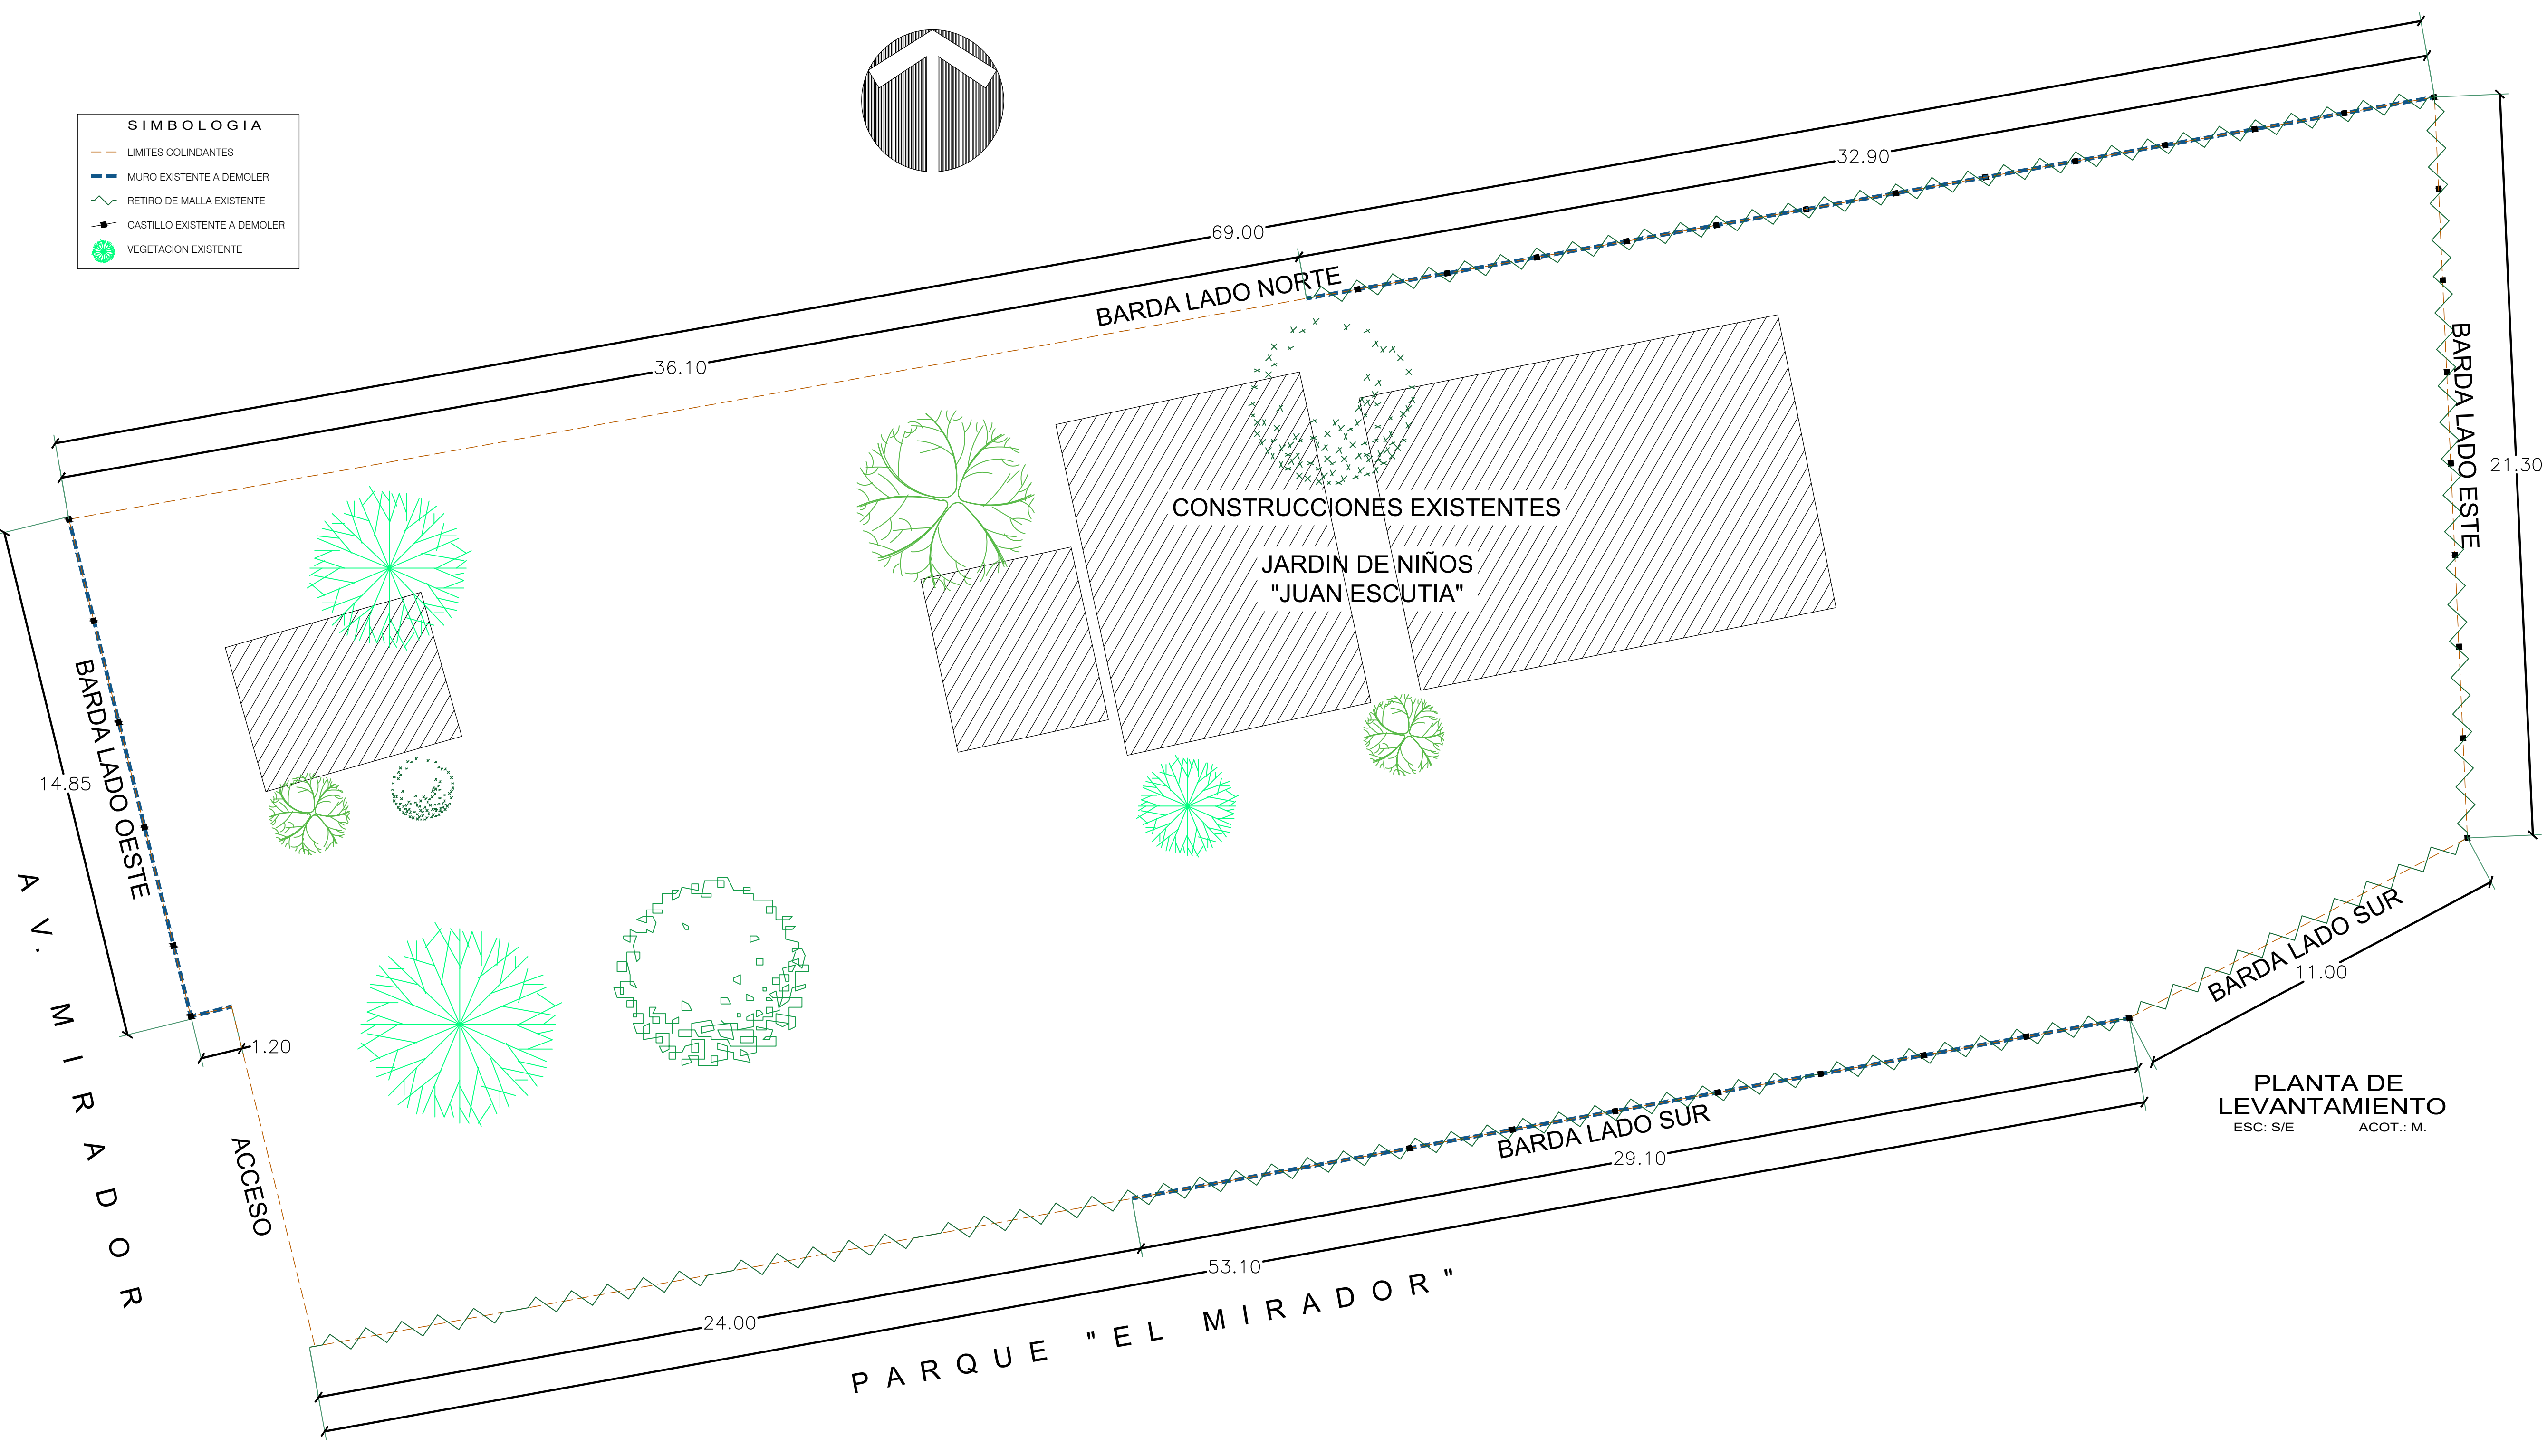 SIMBOLOGIA
LIMITES COLINDANTES
MURO EXISTENTE A DEMOLER
RETIRO DE MALLA EXISTENTE
CASTILLO EXISTENTE A DEMOLER
VEGETACION EXISTENTE
32.90
69.00
BARDA LADO NORTE
36.10
BARDA LADO ESTE
21.30
CONSTRUCCIONES EXISTENTES
JARDIN DE NIÑOS
"JUAN ESCUTIA"
BARDA LADO OESTE
14.85
AV. MIRADOR
1.20
ACCESO
BARDA LADO SUR
11.00
BARDA LADO SUR
29.10
53.10
24.00
PARQUE "EL MIRADOR"
PLANTA DE
LEVANTAMIENTO
ESC: S/E ACOT.: M.